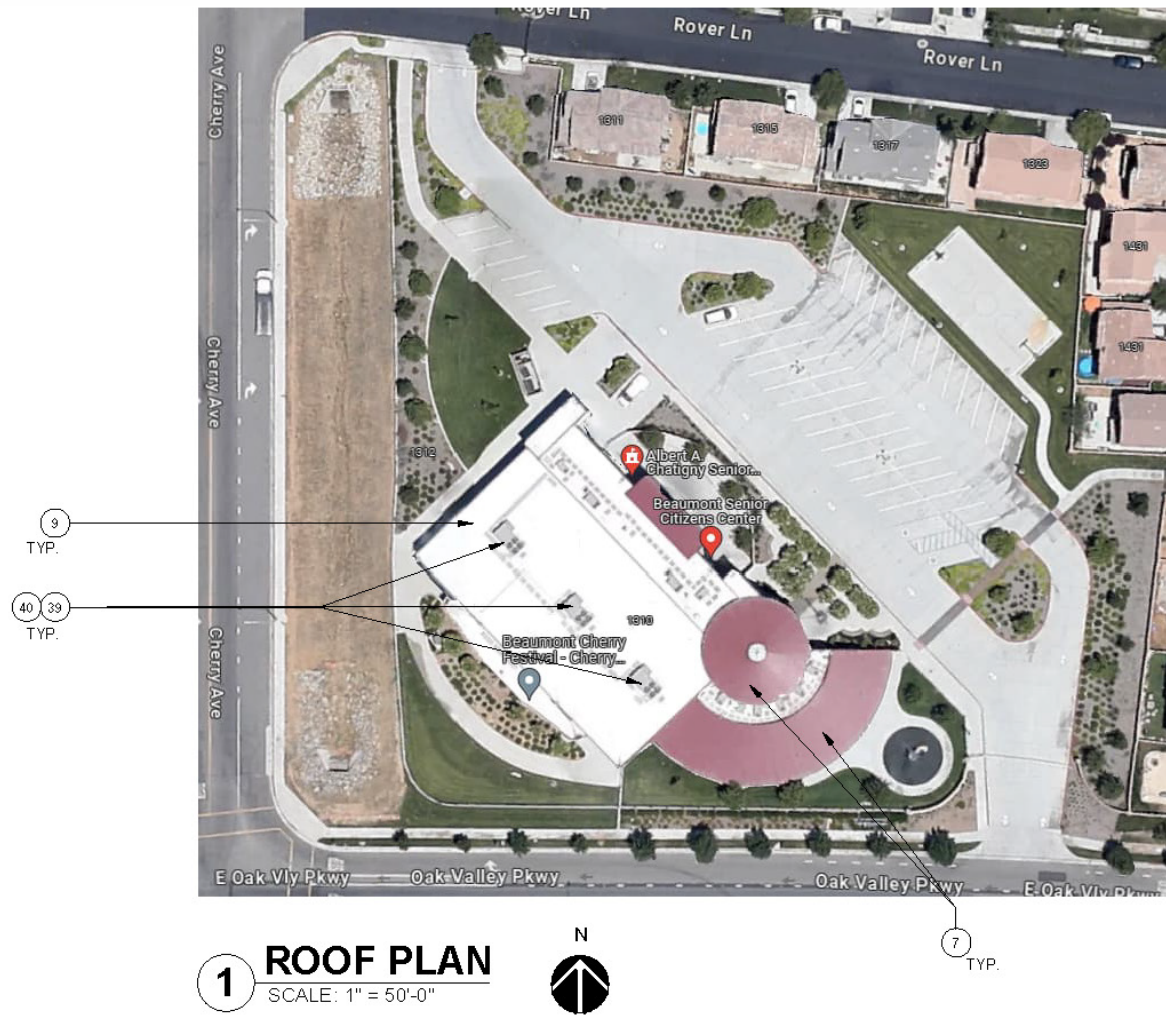 Rover Ln
Rover Ln
Rover Ln
Cherry Ave
1311
1315
1317
1323
1431
1431
Cherry Ave
1312
Albert A.
Chatigny Senior...
Beaumont Senior
Citizens Center
9
TYP.
40 39
TYP.
1310
Beaumont Cherry
Festival - Cherry...
Cherry Ave
E Oak Vly Pkwy
Oak Valley Pkwy
Oak Valley Pkwy
E Oak Vly Pkwy
7
TYP.
N
1
ROOF PLAN
SCALE: 1" = 50'-0"